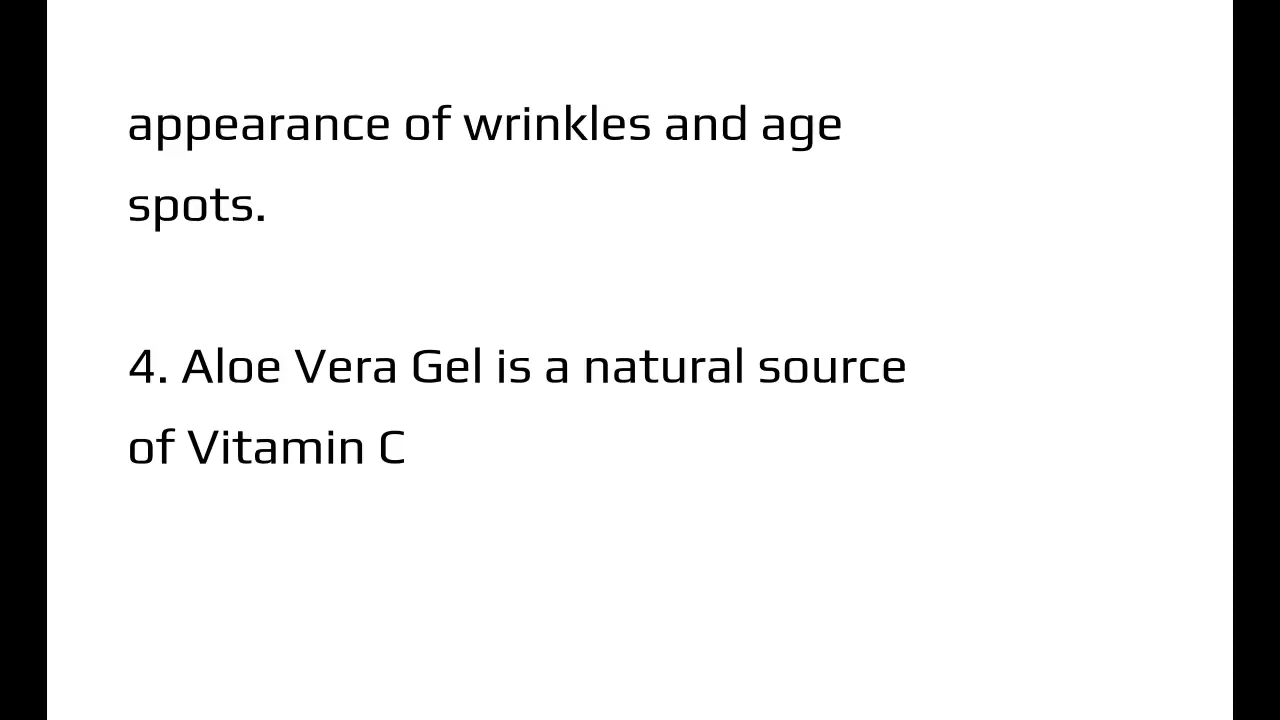 appearance of wrinkles and age
spots.
4. Aloe Vera Gel is a natural source
of Vitamin C